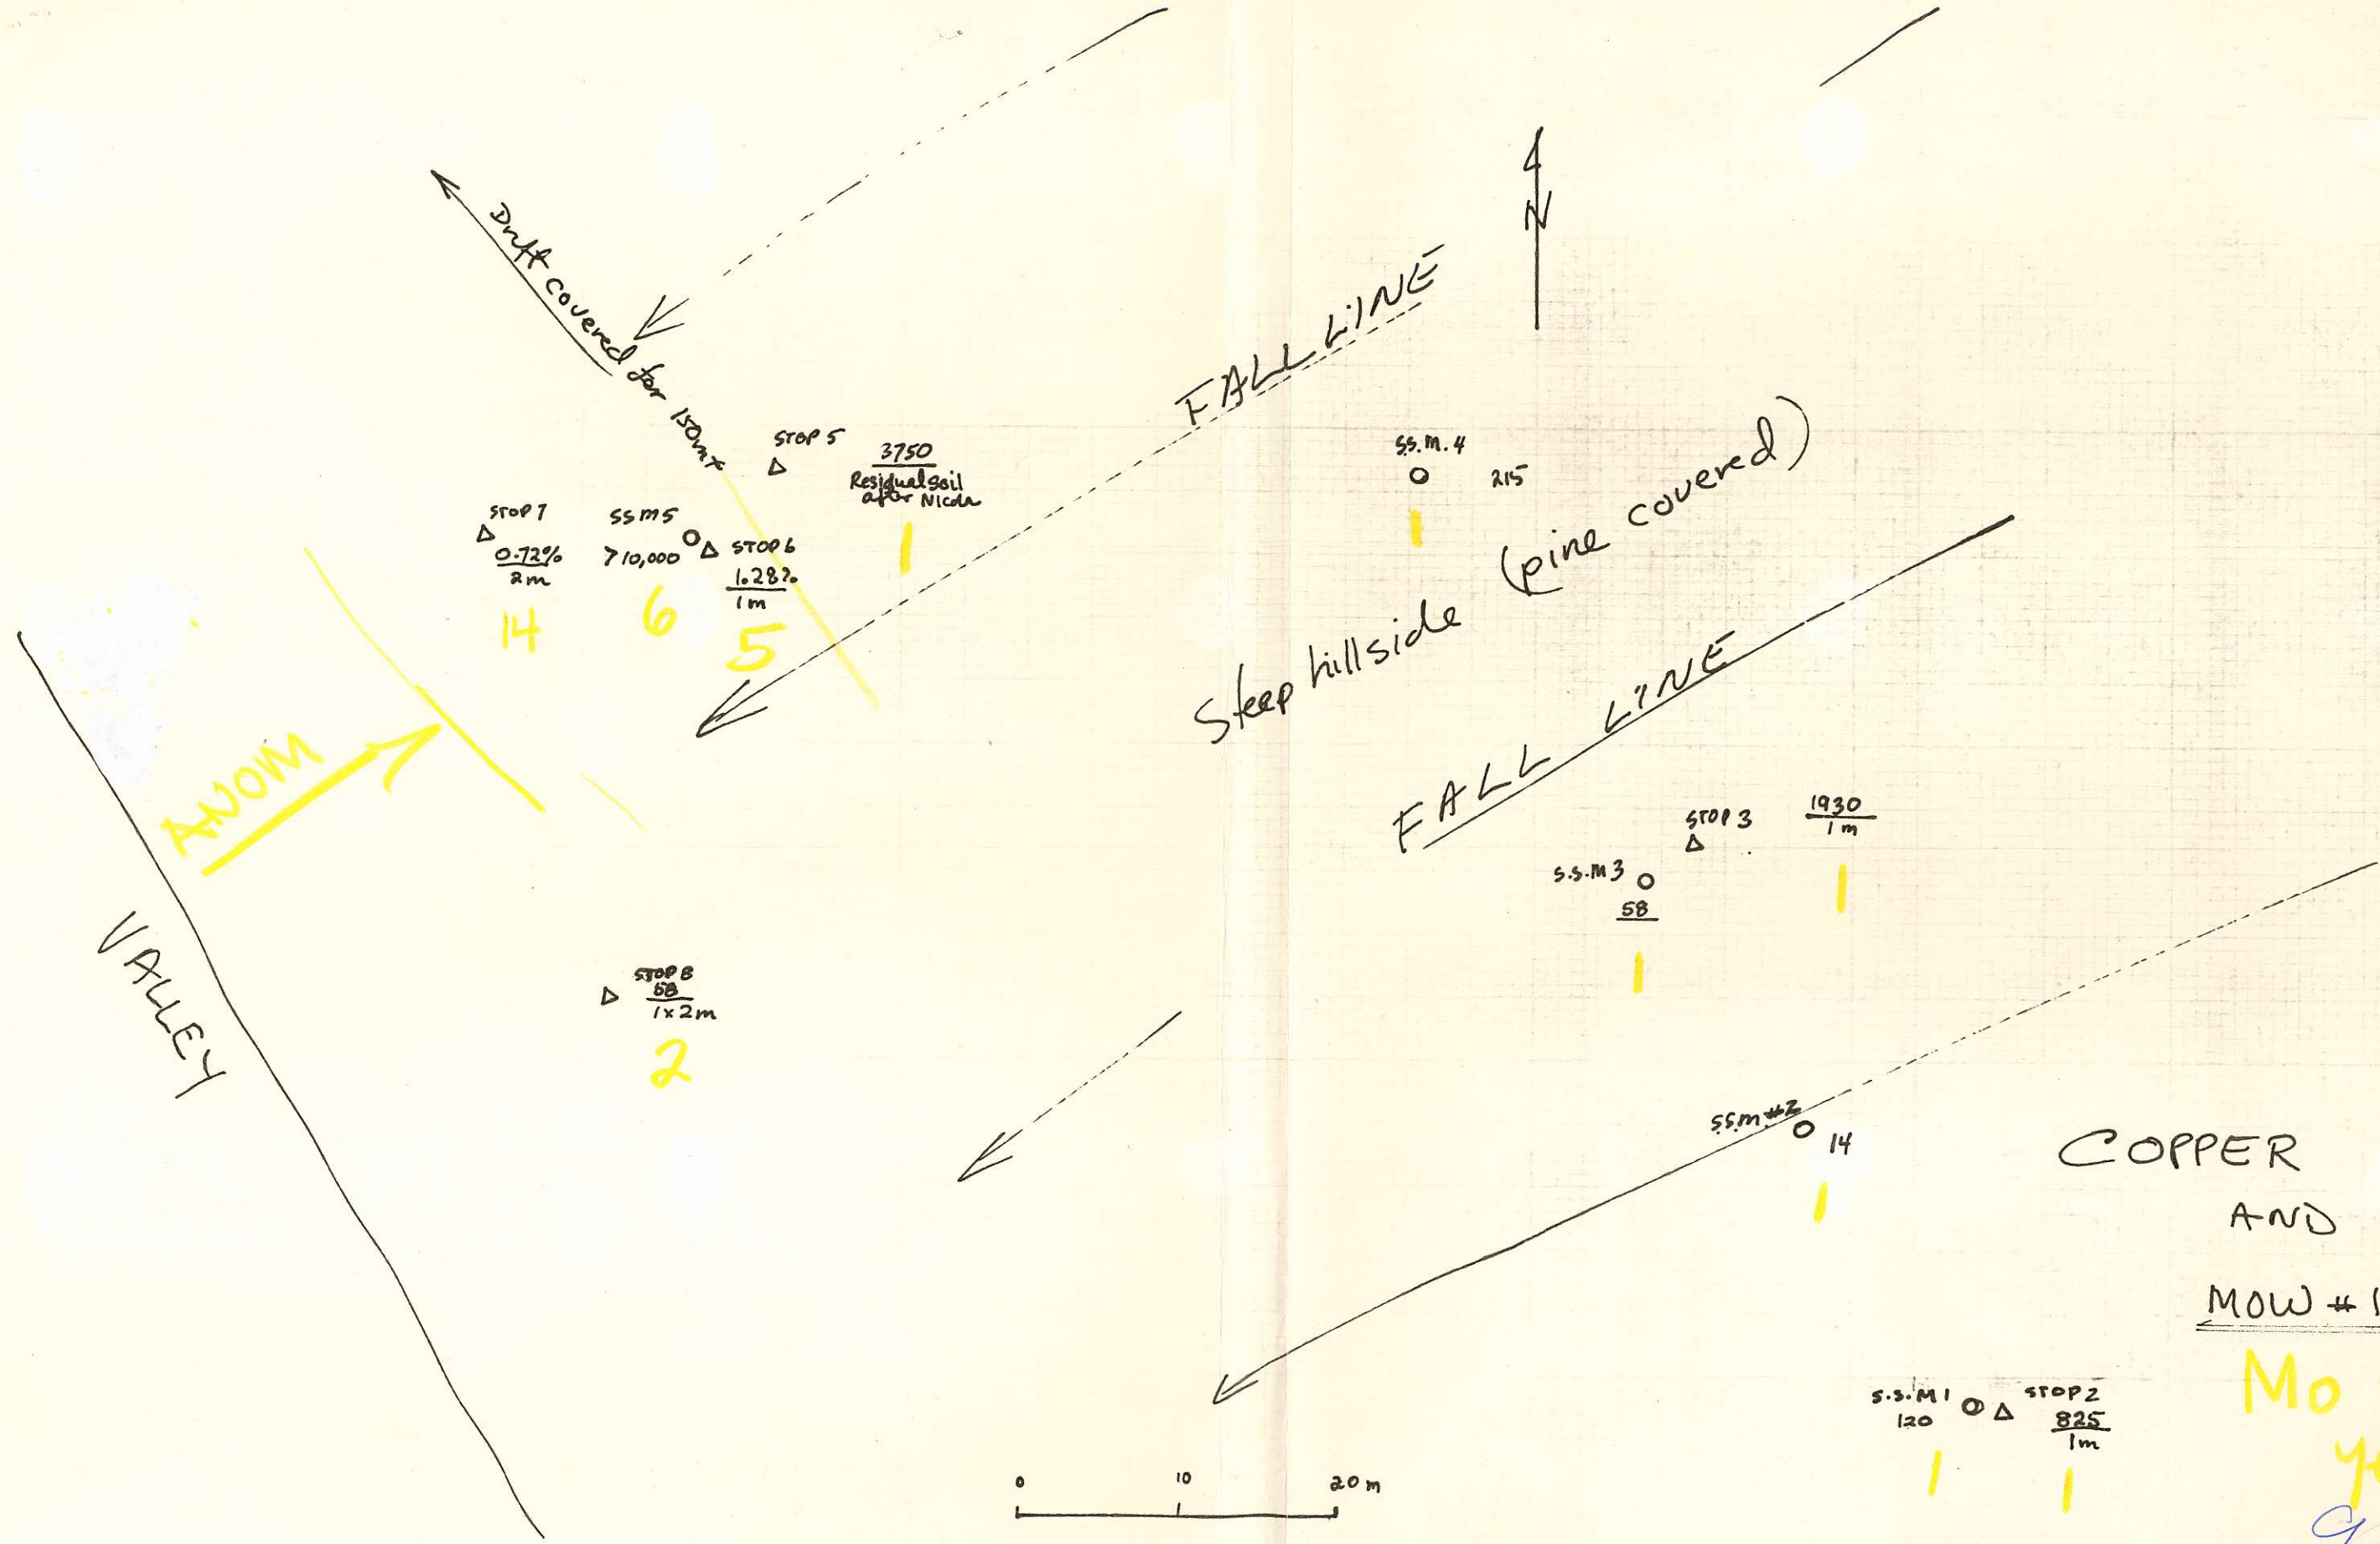 N
Drift covered for 150m+
FALL LINE
STOP 5
3750
Residual soil
after
S.S.M.4
215
Steep hillside (pine covered)
STOP 7
0.72%
2m
14
SSM5
>10,000
6
STOP 6
1.28%
1m
5
1
1
FALL LINE
ANOM
VALLEY
STOP 3
1930
1m
1
S.S.M3
58
1
STOP 8
58
1x2m
2
S.S.M #2
14
1
COPPER
AND
MOW #1
Mo
S.S.M1
120
1
STOP 2
825
1m
1
0 10 20m